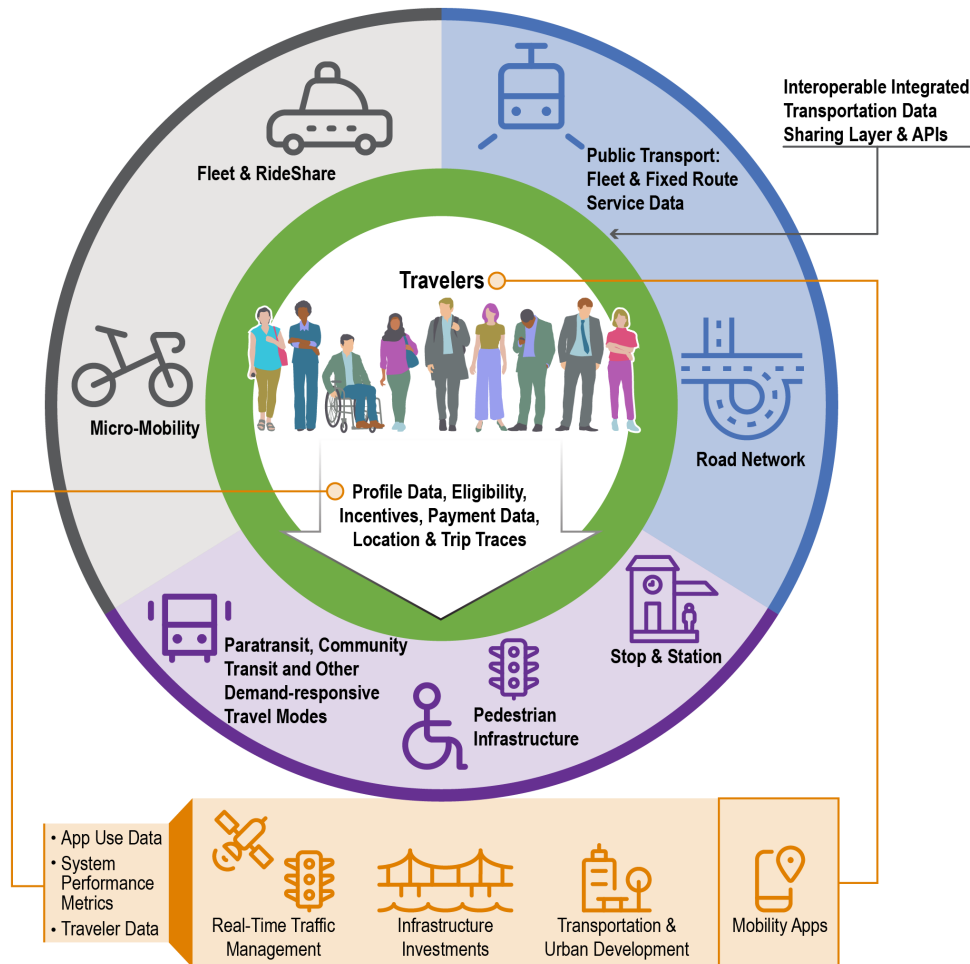 Interoperable Integrated
Transportation Data
Sharing Layer & APIs
Fleet & RideShare
Public Transport:
Fleet & Fixed Route
Service Data
Travelers
Micro-Mobility
Road Network
Profile Data, Eligibility,
Incentives, Payment Data,
Location & Trip Traces
Paratransit, Community
Transit and Other
Demand-responsive
Travel Modes
Pedestrian
Infrastructure
Stop & Station
• App Use Data
• System
Performance
Metrics
• Traveler Data
Real-Time Traffic
Management
Infrastructure
Investments
Transportation &
Urban Development
Mobility Apps